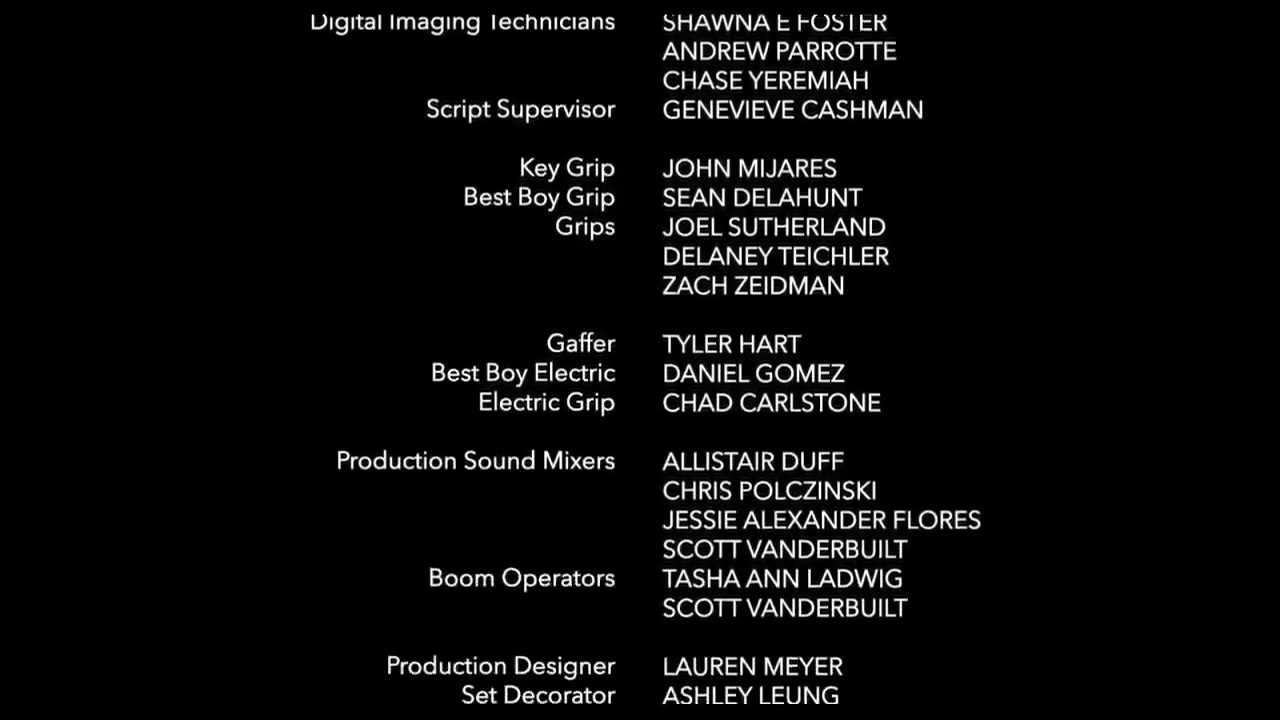 Digital Imaging Technicians SHAWNA E FOSTER
ANDREW PARROTTE
CHASE YEREMIAH
Script Supervisor GENEVIEVE CASHMAN
Key Grip JOHN MIJARES
Best Boy Grip SEAN DELAHUNT
Grips JOEL SUTHERLAND
DELANEY TEICHLER
ZACH ZEIDMAN
Gaffer TYLER HART
Best Boy Electric DANIEL GOMEZ
Electric Grip CHAD CARLSTONE
Production Sound Mixers ALLISTAIR DUFF
CHRIS POLCZINSKI
JESSIE ALEXANDER FLORES
SCOTT VANDERBUILT
Boom Operators TASHA ANN LADWIG
SCOTT VANDERBUILT
Production Designer LAUREN MEYER
Set Decorator ASHLEY LEUNG